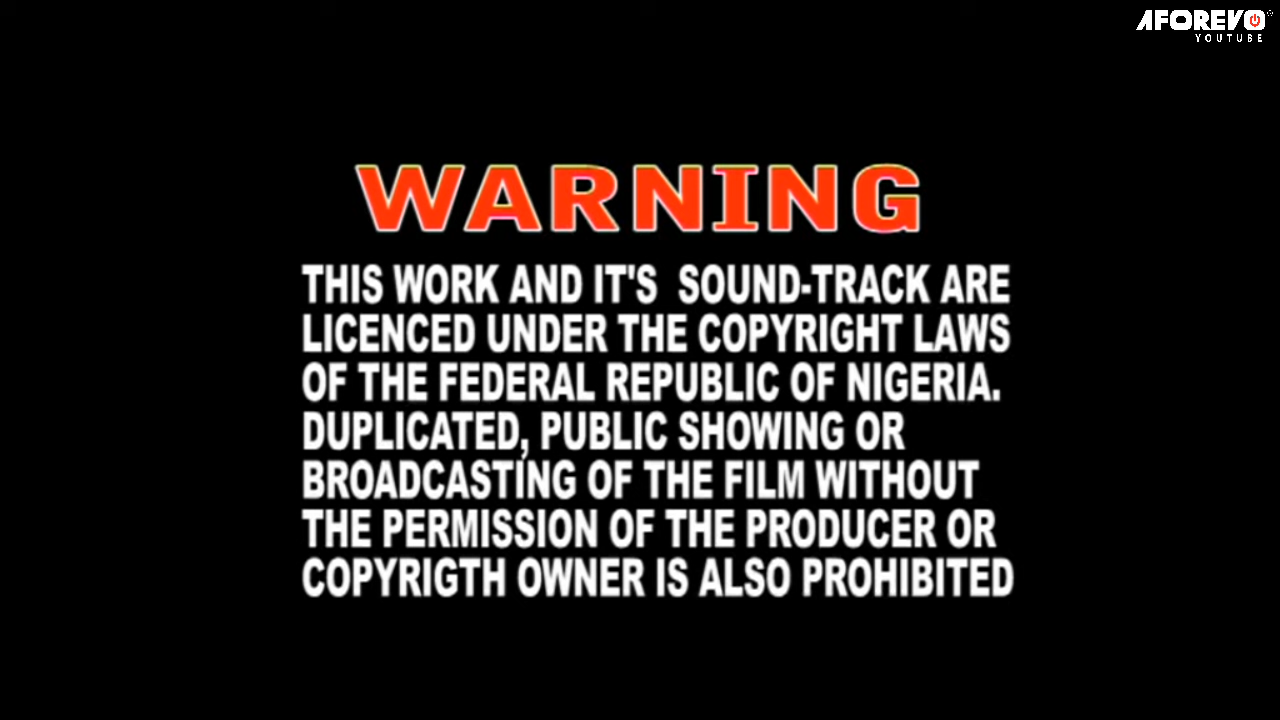 AFOREVO
YOUTUBE
WARNING
THIS WORK AND IT'S SOUND-TRACK ARE
LICENCED UNDER THE COPYRIGHT LAWS
OF THE FEDERAL REPUBLIC OF NIGERIA.
DUPLICATED, PUBLIC SHOWING OR
BROADCASTING OF THE FILM WITHOUT
THE PERMISSION OF THE PRODUCER OR
COPYRIGTH OWNER IS ALSO PROHIBITED